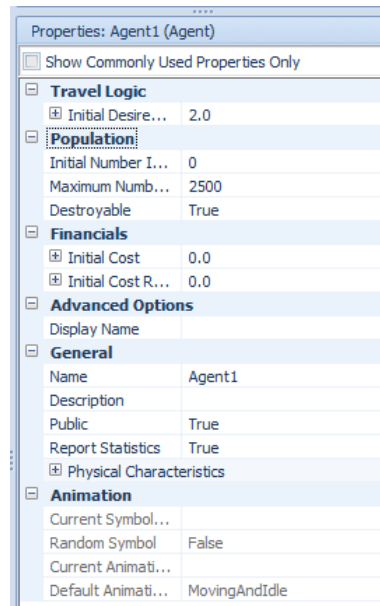 Properties: Agent1 (Agent)
Show Commonly Used Properties Only
Travel Logic
Initial Desire... 2.0
Population
Initial Number I... 0
Maximum Numb... 2500
Destroyable True
Financials
Initial Cost 0.0
Initial Cost R... 0.0
Advanced Options
Display Name
General
Name Agent1
Description
Public True
Report Statistics True
Physical Characteristics
Animation
Current Symbol...
Random Symbol False
Current Animati...
Default Animati... MovingAndIdle